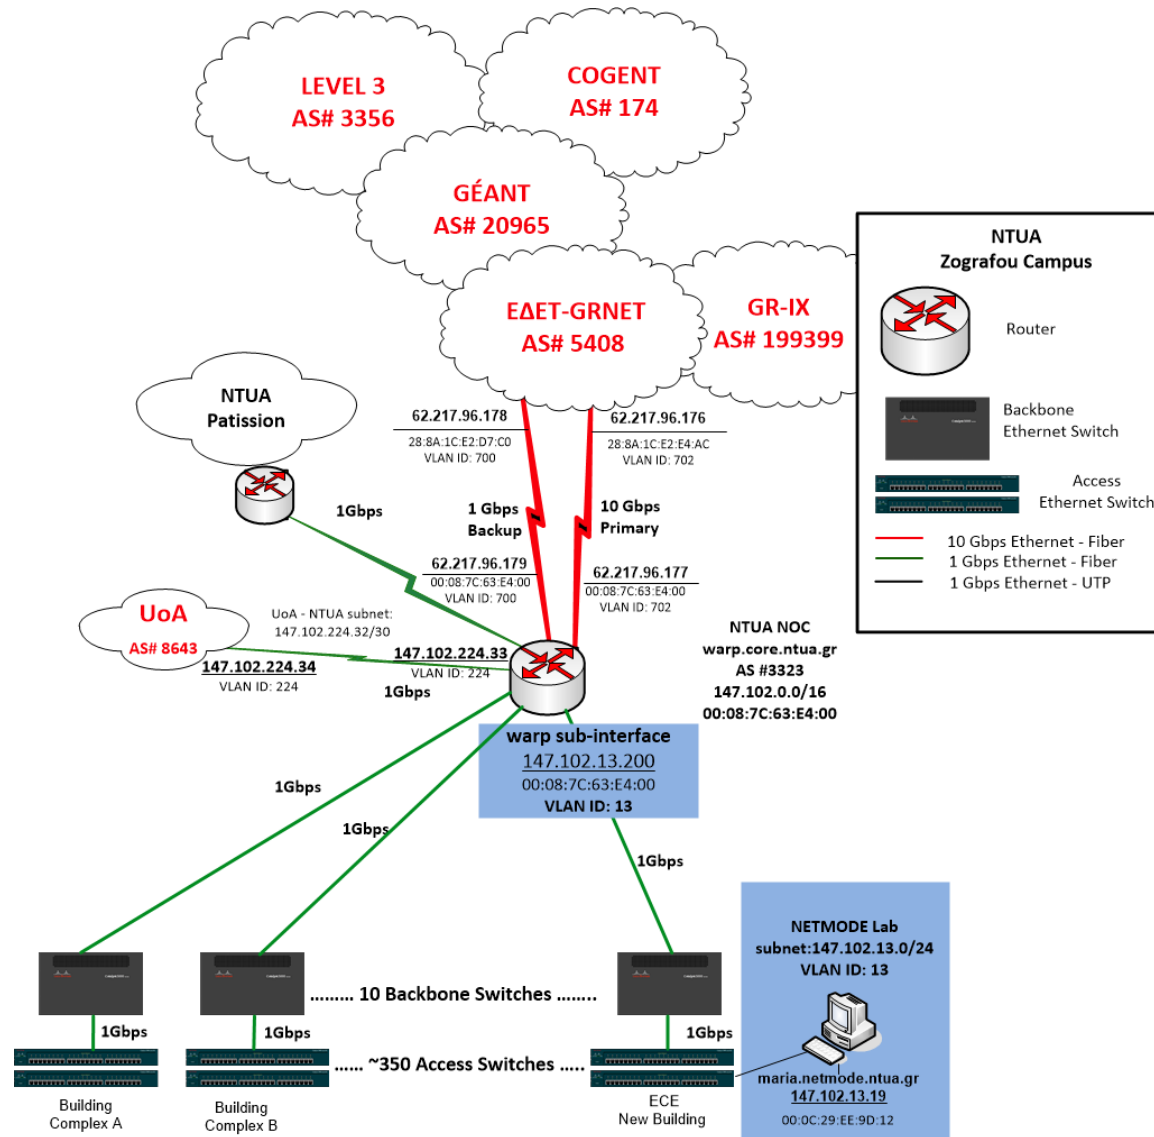 LEVEL 3
AS# 3356
COGENT
AS# 174
GÉANT
AS# 20965
ΕΔΕΤ-GRNET
AS# 5408
GR-IX
AS# 199399
NTUA
Zografou Campus
Router
Backbone
Ethernet Switch
Access
Ethernet Switch
10 Gbps Ethernet - Fiber
1 Gbps Ethernet - Fiber
1 Gbps Ethernet - UTP
NTUA
Patission
62.217.96.178
28:8A:1C:E2:D7:C0
VLAN ID: 700
62.217.96.176
28:8A:1C:E2:E4:AC
VLAN ID: 702
1Gbps
1 Gbps
Backup
10 Gbps
Primary
62.217.96.179
00:08:7C:63:E4:00
VLAN ID: 700
62.217.96.177
00:08:7C:63:E4:00
VLAN ID: 702
UoA
AS# 8643
UoA - NTUA subnet:
147.102.224.32/30
147.102.224.34
VLAN ID: 224
147.102.224.33
VLAN ID: 224
1Gbps
NTUA NOC
warp.core.ntua.gr
AS #3323
147.102.0.0/16
00:08:7C:63:E4:00
warp sub-interface
147.102.13.200
00:08:7C:63:E4:00
VLAN ID: 13
1Gbps
1Gbps
1Gbps
NETMODE Lab
subnet:147.102.13.0/24
VLAN ID: 13
maria.netmode.ntua.gr
147.102.13.19
00:0C:29:EE:9D:12
......... 10 Backbone Switches ........
1Gbps
1Gbps
1Gbps
...... ~350 Access Switches .....
Building
Complex A
Building
Complex B
ECE
New Building